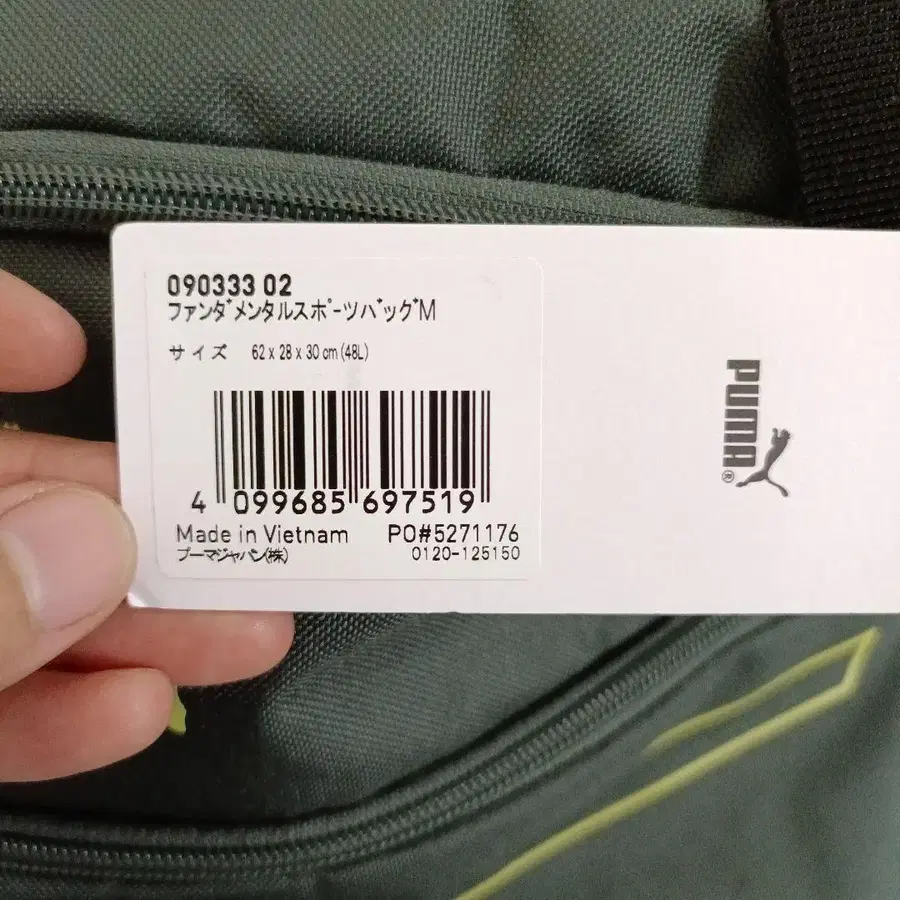 090333 02
ファンダメンタルスポーツバッグM
サイズ 62 x 28 x 30 cm (48L)
4 099685 697519
Made in Vietnam PO#5271176
プーマジャパン(株) 0120-125150
PUMA®